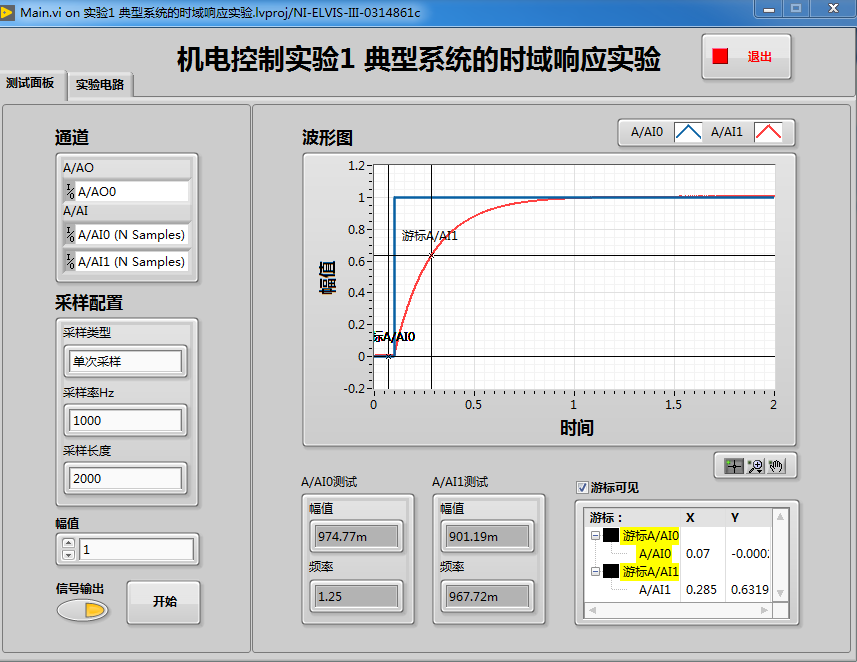 Main.vi on 实验1 典型系统的时域响应实验.lvproj/NI-ELVIS-III-0314861c
机电控制实验1 典型系统的时域响应实验
退出
测试面板
实验电路
通道
A/AO
A/AO0
A/AI
A/AI0 (N Samples)
A/AI1 (N Samples)
采样配置
采样类型
单次采样
采样率Hz
1000
采样长度
2000
幅值
1
信号输出
开始
波形图
A/AI0
A/AI1
1.2
1
0.8
0.6
0.4
0.2
0
-0.2
幅值
游标A/AI1
标A/AI0
0
0.5
1
1.5
2
时间
A/AI0测试
幅值
974.77m
频率
1.25
A/AI1测试
幅值
901.19m
频率
967.72m
游标可见
游标： X Y
游标A/AI0
A/AI0 0.07 -0.000
游标A/AI1
A/AI1 0.285 0.6319